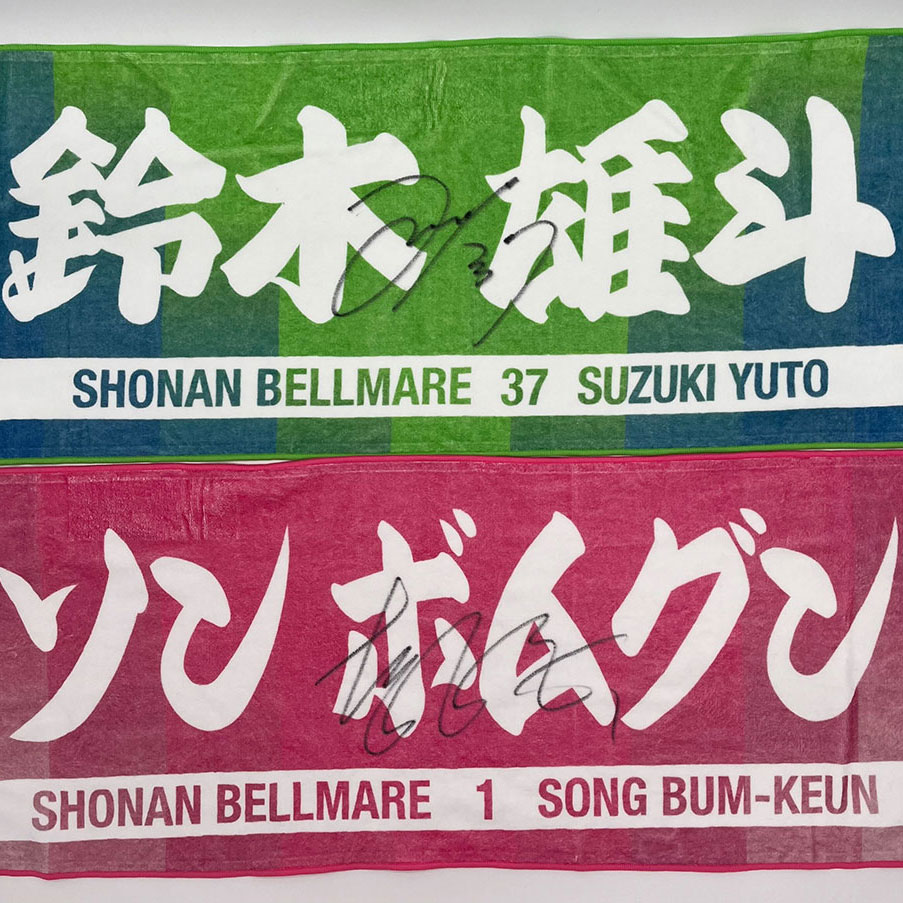 鈴木 雄斗
SHONAN BELLMARE 37 SUZUKI YUTO
ソン ボムグン
SHONAN BELLMARE 1 SONG BUM-KEUN